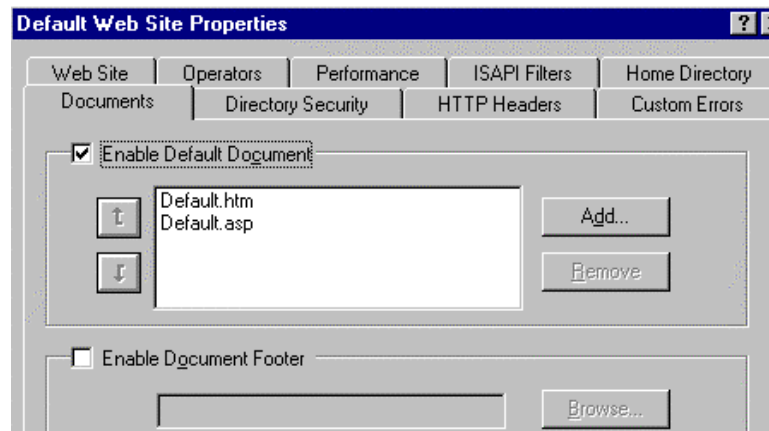 Default Web Site Properties ?
Web Site Operators Performance ISAPI Filters Home Directory
Documents Directory Security HTTP Headers Custom Errors
Enable Default Document
Default.htm
Default.asp
Add...
Remove
Enable Document Footer
Browse...